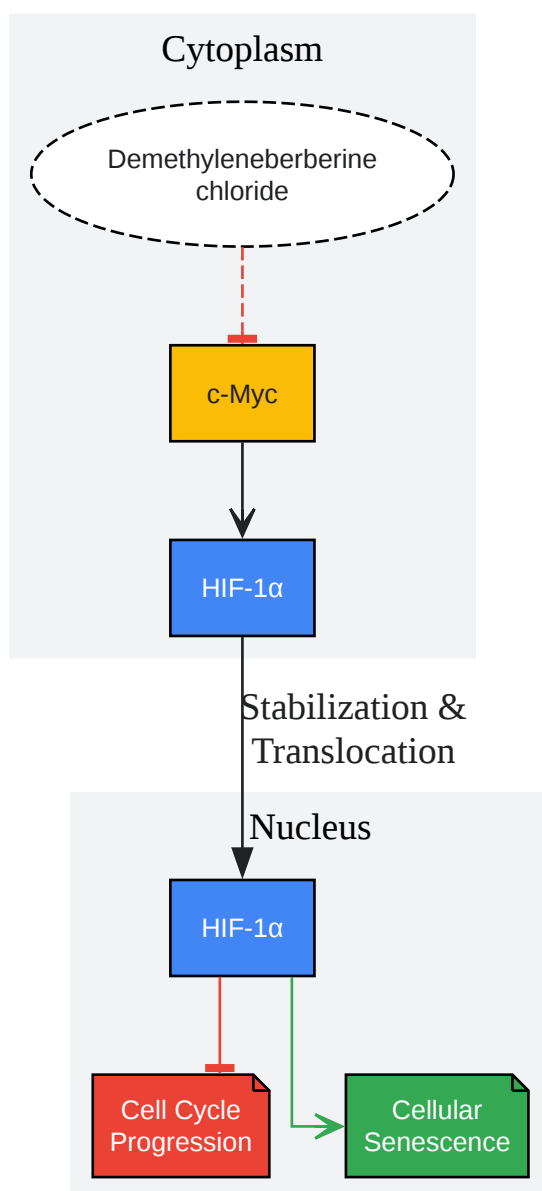 Cytoplasm
Demethyleneberberine
chloride
c-Myc
HIF-1α
Stabilization &
Translocation
Nucleus
HIF-1α
Cell Cycle
Progression
Cellular
Senescence